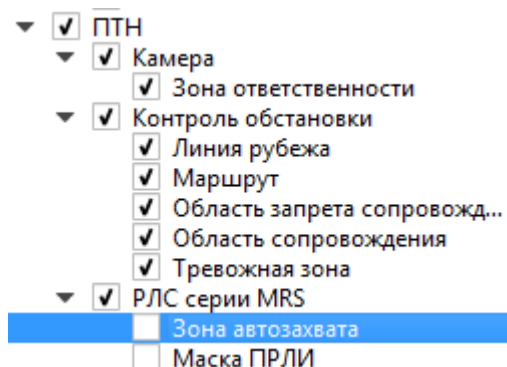 ПТН
Камера
Зона ответственности
Контроль обстановки
Линия рубежа
Маршрут
Область запрета сопровожд...
Область сопровождения
Тревожная зона
РЛС серии MRS
Зона автозахвата
Маска ПРЛИ